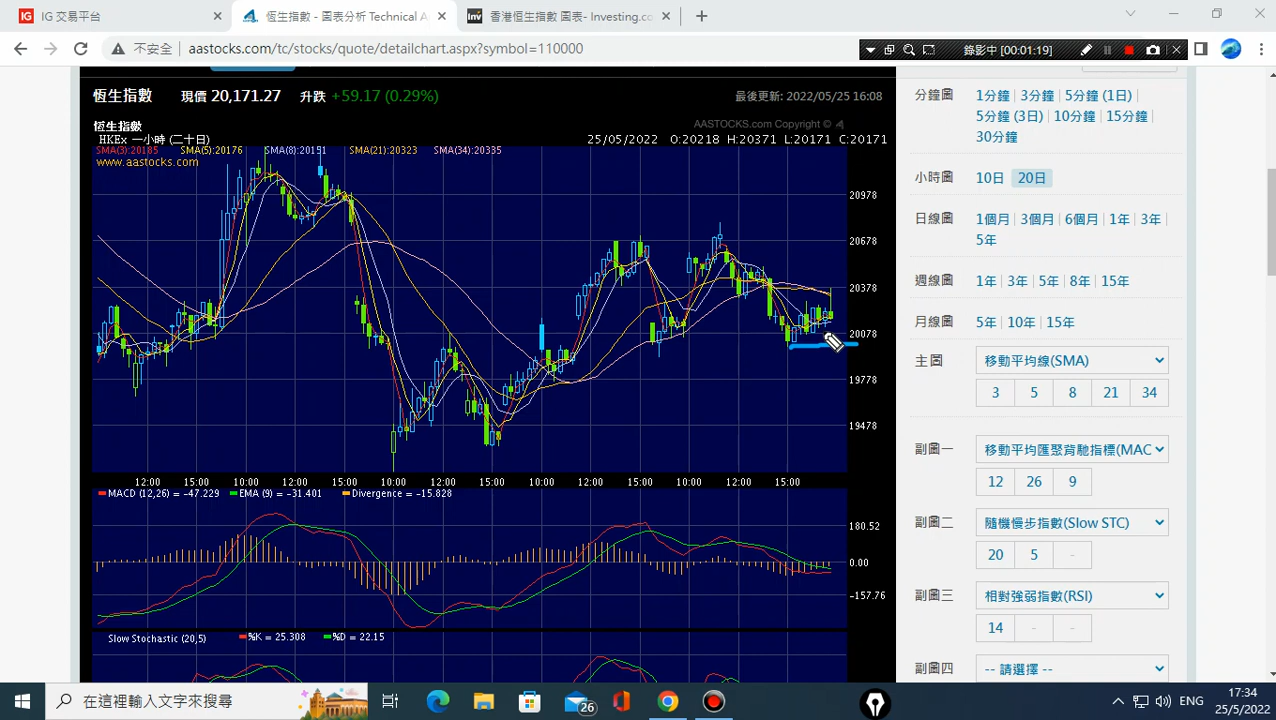 IG 交易平台
恆生指數 - 圖表分析 Technical A
香港恒生指數 圖表- Investing.co
不安全
aastocks.com/tc/stocks/quote/detailchart.aspx?symbol=110000
錄影中 [00:01:19]
恆生指數 現價 20,171.27 升跌 +59.17 (0.29%) 最後更新: 2022/05/25 16:08
AASTOCKS.com Copyright ©
恆生指數
HKEx 一小時 (二十日) 25/05/2022 O:20218 H:20371 L:20171 C:20171
SMA(3):20185 SMA(5):20176 SMA(8):20151 SMA(21):20323 SMA(34):20335
www.aastocks.com
20978
20678
20378
20078
19778
19478
12:00 15:00 10:00 12:00 15:00 10:00 12:00 15:00 10:00 12:00 15:00 10:00 12:00 15:00
MACD (12,26) = -47.229 EMA (9) = -31.401 Divergence = -15.828
180.52
0.00
-157.76
Slow Stochastic (20,5) %K = 25.308 %D = 22.15
分鐘圖 1分鐘 | 3分鐘 | 5分鐘 (1日) |
5分鐘 (3日) | 10分鐘 | 15分鐘 |
30分鐘
小時圖 10日 20日
日線圖 1個月 | 3個月 | 6個月 | 1年 | 3年 |
5年
週線圖 1年 | 3年 | 5年 | 8年 | 15年
月線圖 5年 | 10年 | 15年
主圖 移動平均線(SMA)
3 5 8 21 34
副圖一 移動平均匯聚背馳指標(MAC
12 26 9
副圖二 隨機慢步指數(Slow STC)
20 5 -
副圖三 相對強弱指數(RSI)
14 - -
副圖四 -- 請選擇 --
在這裡輸入文字來搜尋
26
ENG
17:34
25/5/2022